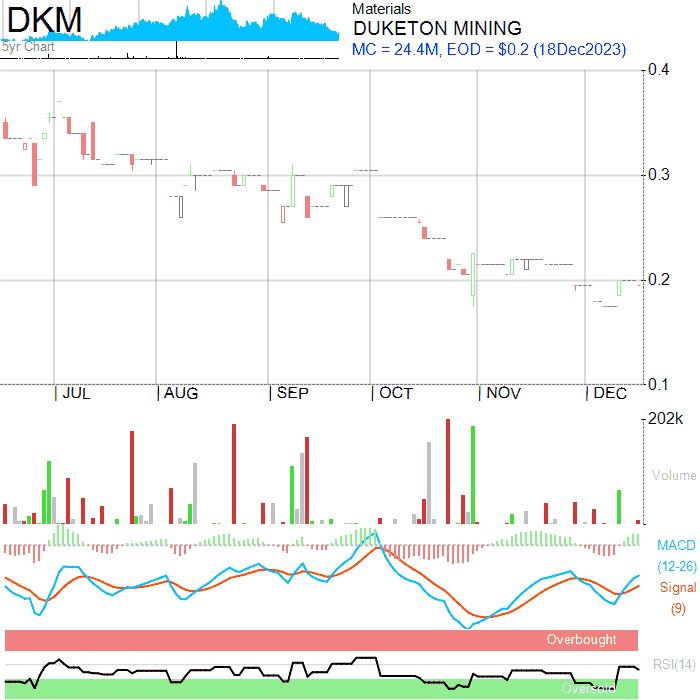 DKM
5yr Chart
Materials
DUKETON MINING
MC = 24.4M, EOD = $0.2 (18Dec2023)
0.4
0.3
0.2
0.1
JUL
AUG
SEP
OCT
NOV
DEC
202k
Volume
MACD
(12-26)
Signal
(9)
Overbought
RSI(14)
Oversold